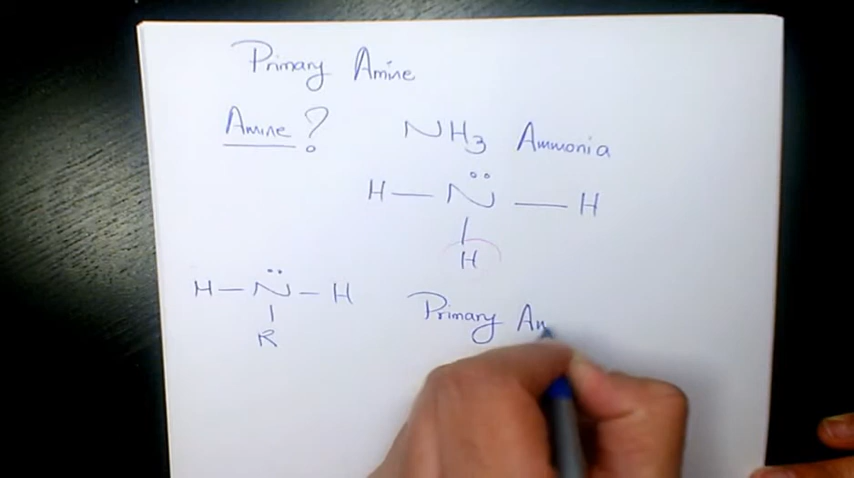 Primary Amine
Amine? NH3 Ammonia
H — N̈ — H
|
H
H — N̈ — H
|
R
Primary Am